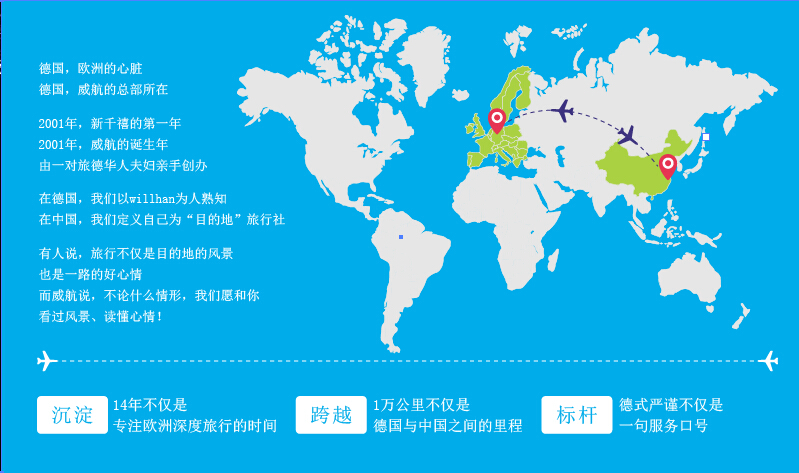 德国，欧洲的心脏
德国，威航的总部所在
2001年，新千禧的第一年
2001年，威航的诞生年
由一对旅德华人夫妇亲手创办
在德国，我们以willhan为人熟知
在中国，我们定义自己为“目的地”旅行社
有人说，旅行不仅是目的地的风景
也是一路的好心情
而威航说，不论什么情形，我们愿和你
看过风景、读懂心情！
沉淀
14年不仅是
专注欧洲深度旅行的时间
跨越
1万公里不仅是
德国与中国之间的里程
标杆
德式严谨不仅是
一句服务口号